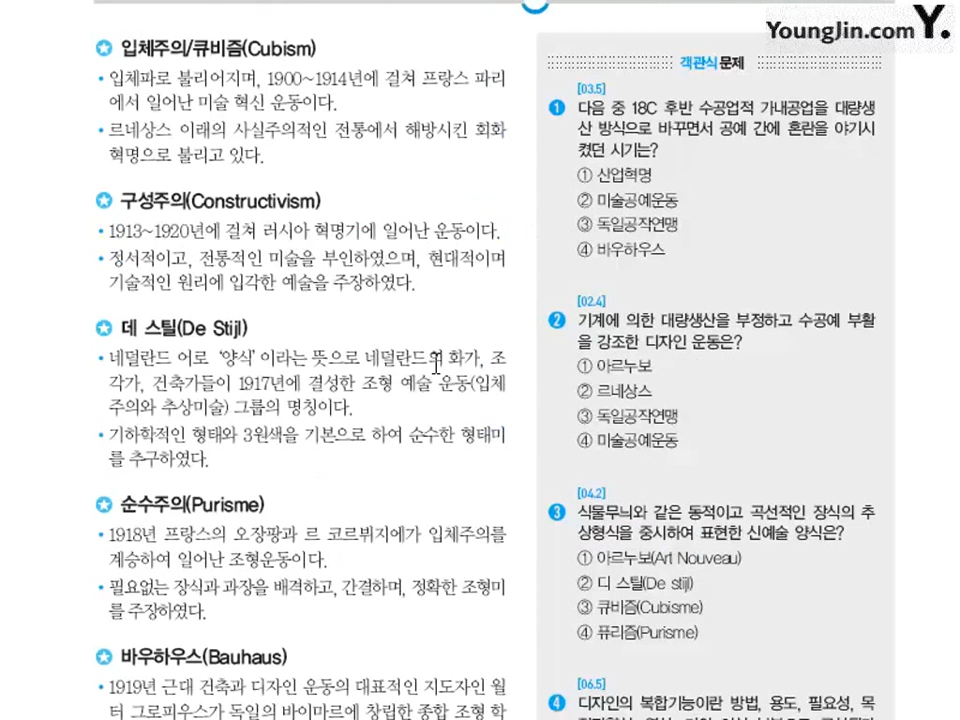 YoungJin.com Y.
입체주의/큐비즘(Cubism)
• 입체파로 불리어지며, 1900~1914년에 걸쳐 프랑스 파리
에서 일어난 미술 혁신 운동이다.
• 르네상스 이래의 사실주의적인 전통에서 해방시킨 회화
혁명으로 불리고 있다.
구성주의(Constructivism)
• 1913~1920년에 걸쳐 러시아 혁명기에 일어난 운동이다.
• 정서적이고, 전통적인 미술을 부인하였으며, 현대적이며
기술적인 원리에 입각한 예술을 주장하였다.
데 스틸(De Stijl)
• 네덜란드 어로 ‘양식’이라는 뜻으로 네덜란드의 화가, 조
각가, 건축가들이 1917년에 결성한 조형 예술 운동(입체
주의와 추상미술) 그룹의 명칭이다.
• 기하학적인 형태와 3원색을 기본으로 하여 순수한 형태미
를 추구하였다.
순수주의(Purisme)
• 1918년 프랑스의 오장팡과 르 코르뷔지에가 입체주의를
계승하여 일어난 조형운동이다.
• 필요없는 장식과 과장을 배격하고, 간결하며, 정확한 조형미
를 주장하였다.
바우하우스(Bauhaus)
• 1919년 근대 건축과 디자인 운동의 대표적인 지도자인 월
터 그로피우스가 독일의 바이마르에 창립한 종합 조형 학
객관식 문제
[03.5]
1 다음 중 18C 후반 수공업적 가내공업을 대량생
산 방식으로 바꾸면서 공예 간에 혼란을 야기시
켰던 시기는?
① 산업혁명
② 미술공예운동
③ 독일공작연맹
④ 바우하우스
[02.4]
2 기계에 의한 대량생산을 부정하고 수공예 부활
을 강조한 디자인 운동은?
① 아르누보
② 르네상스
③ 독일공작연맹
④ 미술공예운동
[04.2]
3 식물무늬와 같은 동적이고 곡선적인 장식의 추
상형식을 중시하여 표현한 신예술 양식은?
① 아르누보(Art Nouveau)
② 디 스틸(De stijl)
③ 큐비즘(Cubisme)
④ 퓨리즘(Purisme)
[06.5]
4 디자인의 복합기능이란 방법, 용도, 필요성, 목